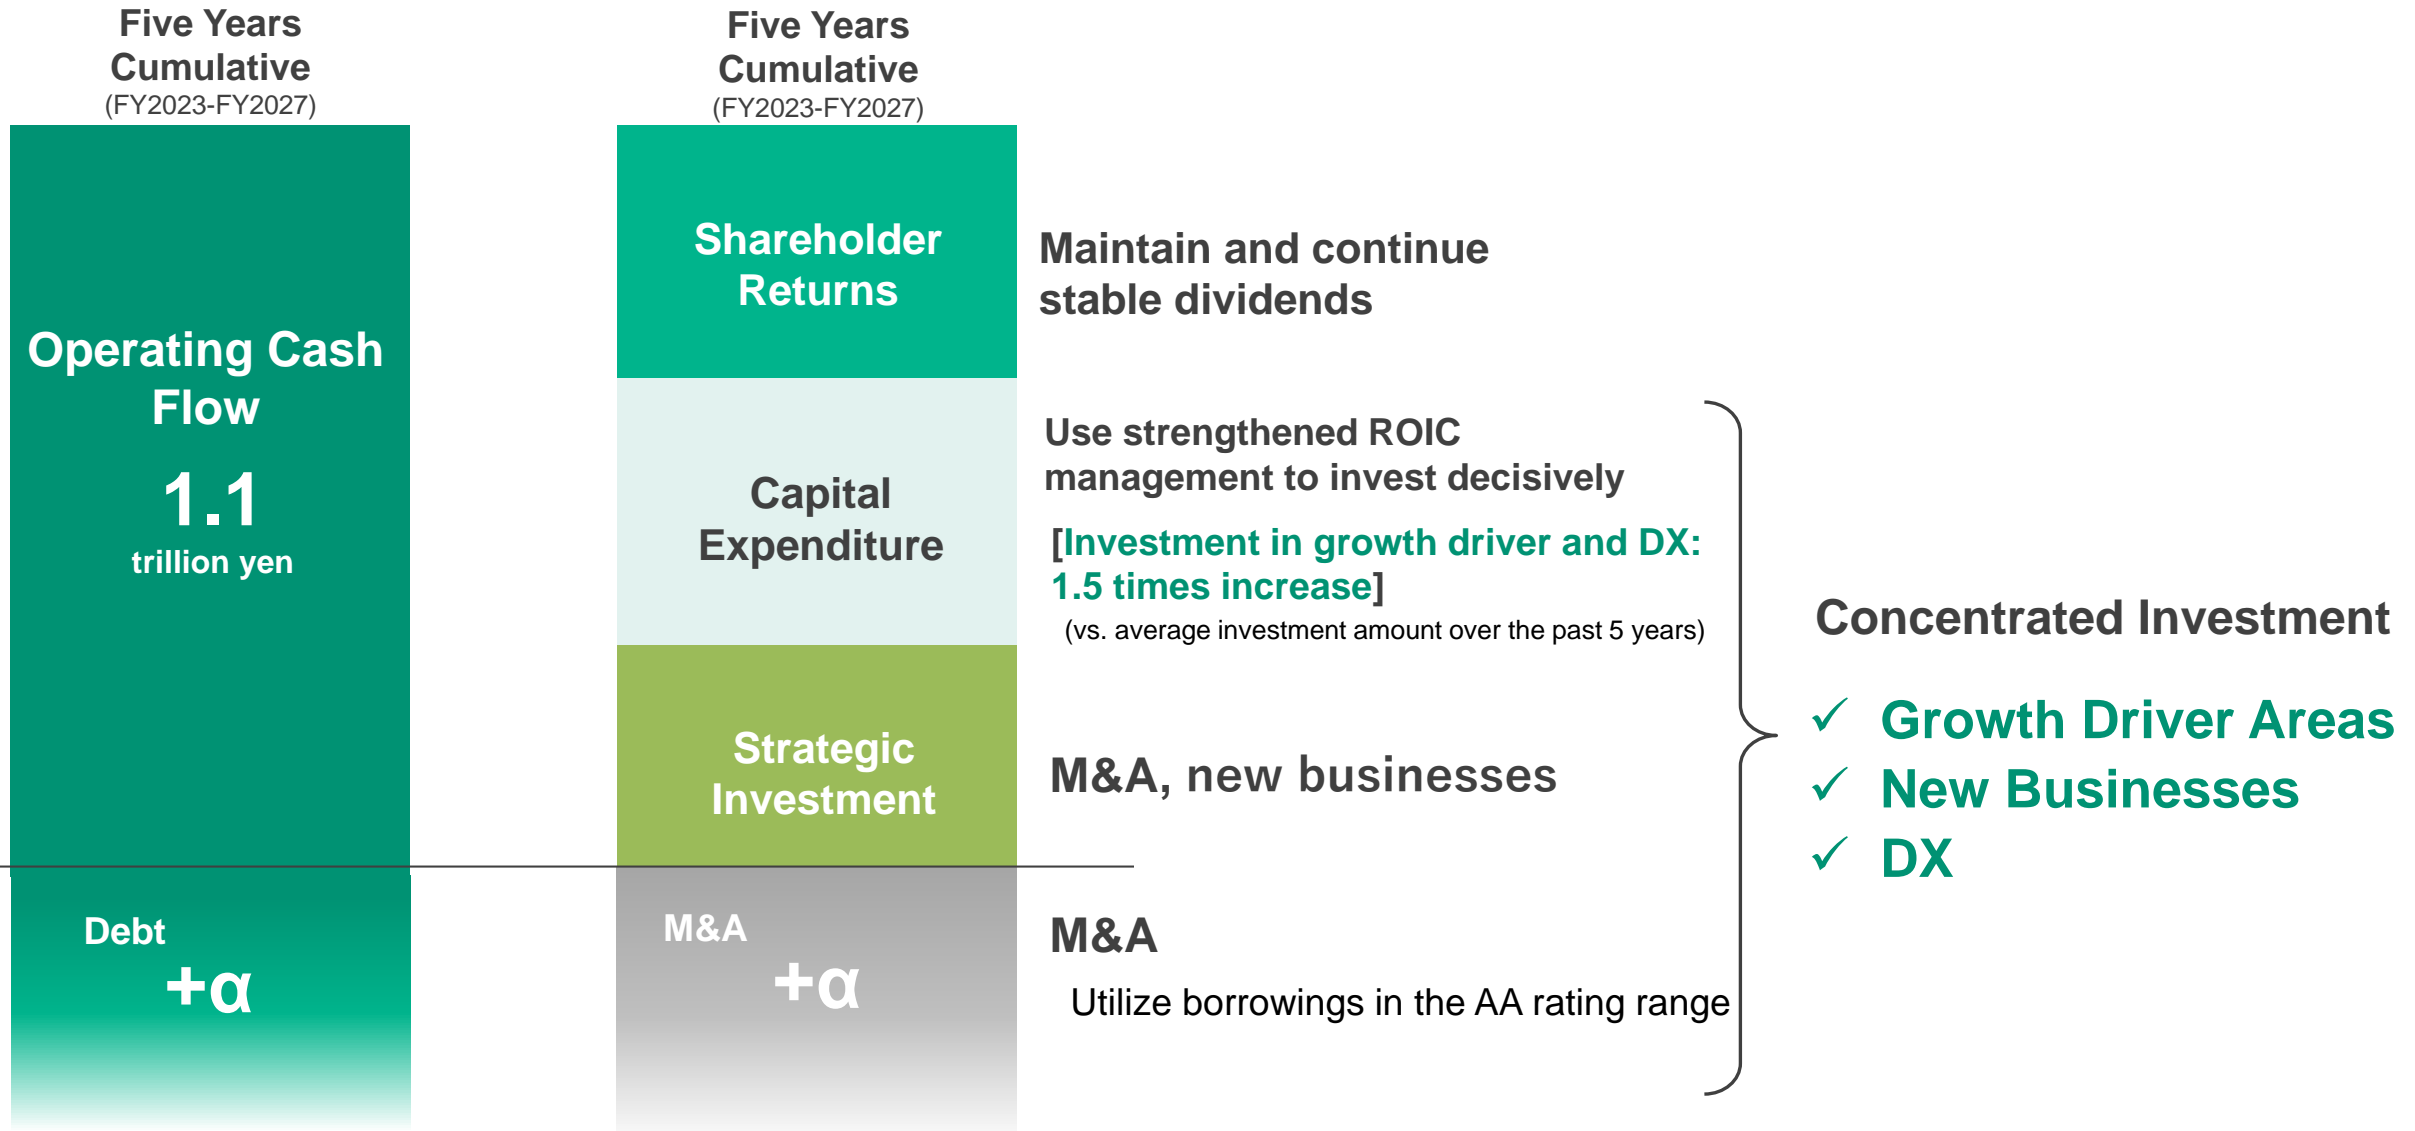 Five Years
Cumulative
(FY2023-FY2027)
Operating Cash
Flow
1.1
trillion yen
Debt
+α
Five Years
Cumulative
(FY2023-FY2027)
Shareholder
Returns
Capital
Expenditure
Strategic
Investment
M&A
+α
Maintain and continue
stable dividends
Use strengthened ROIC
management to invest decisively
[Investment in growth driver and DX:
1.5 times increase]
(vs. average investment amount over the past 5 years)
M&A, new businesses
M&A
Utilize borrowings in the AA rating range
Concentrated Investment
✓ Growth Driver Areas
✓ New Businesses
✓ DX